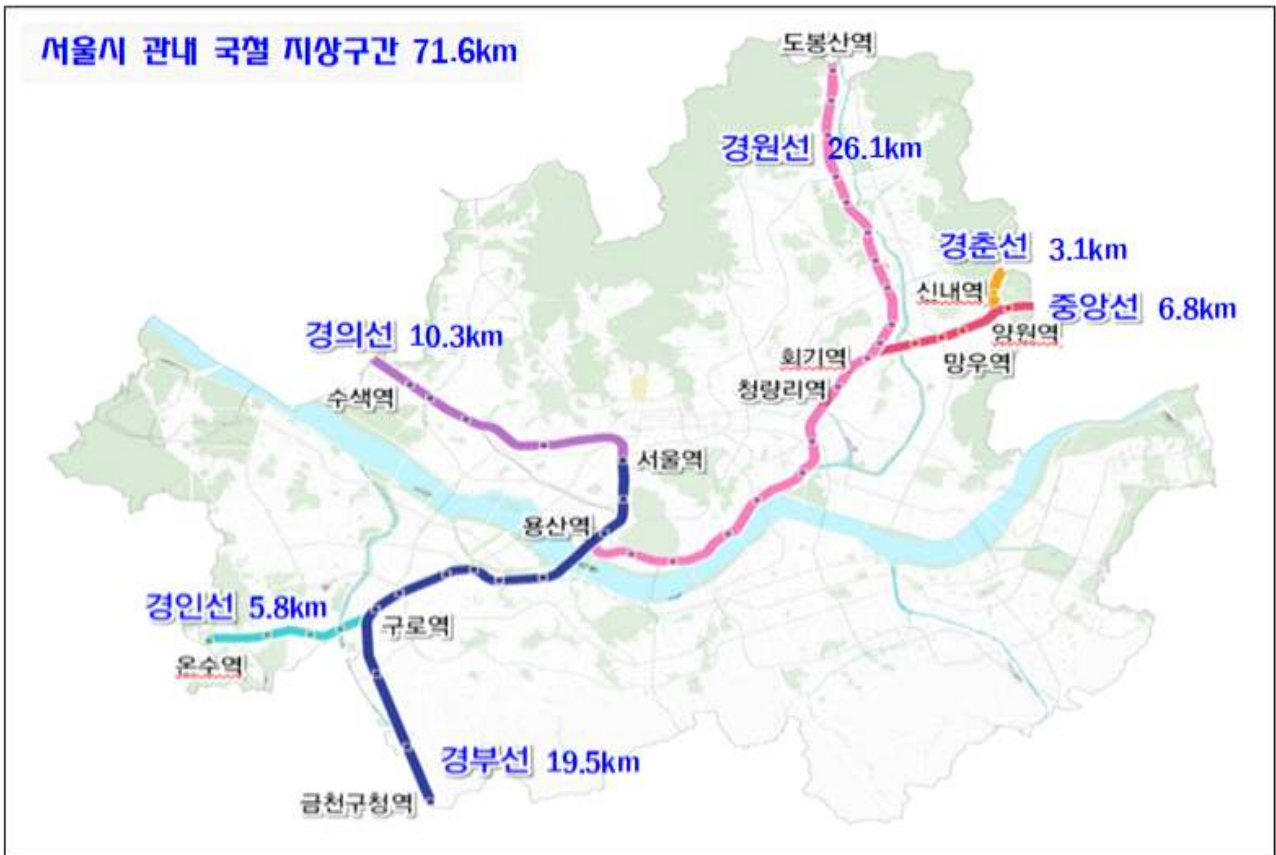 서울시 관내 국철 지상구간 71.6km
도봉산역
경원선 26.1km
경춘선 3.1km
신내역
중앙선 6.8km
양원역
망우역
회기역
청량리역
경의선 10.3km
수색역
서울역
용산역
경인선 5.8km
구로역
온수역
경부선 19.5km
금천구청역